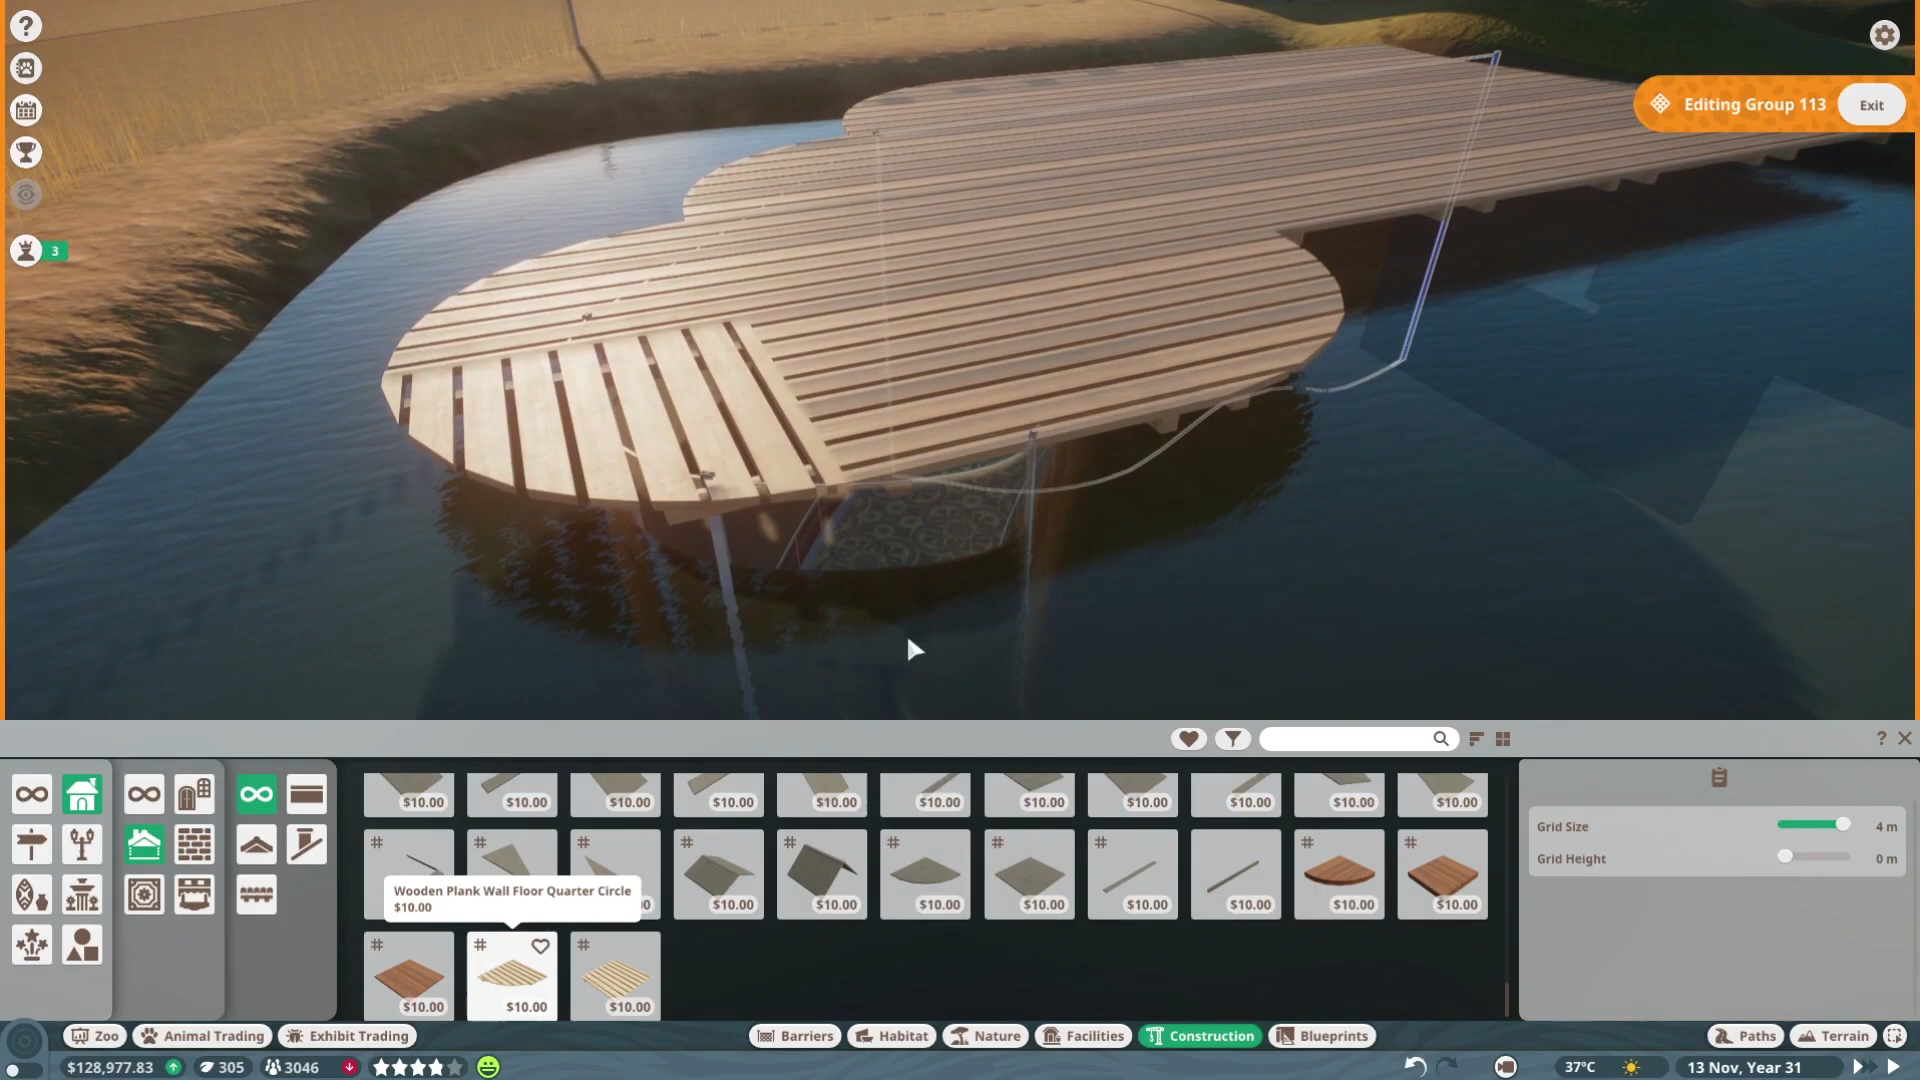 ?
Editing Group 113
Exit
3
?
$10.00
$10.00
$10.00
$10.00
$10.00
$10.00
$10.00
$10.00
$10.00
$10.00
$10.00
Wooden Plank Wall Floor Quarter Circle
$10.00
$10.00
$10.00
$10.00
$10.00
$10.00
$10.00
$10.00
$10.00
$10.00
$10.00
$10.00
Grid Size
4 m
Grid Height
0 m
Zoo
Animal Trading
Exhibit Trading
Barriers
Habitat
Nature
Facilities
Construction
Blueprints
Paths
Terrain
$128,977.83
305
3046
37°C
13 Nov, Year 31